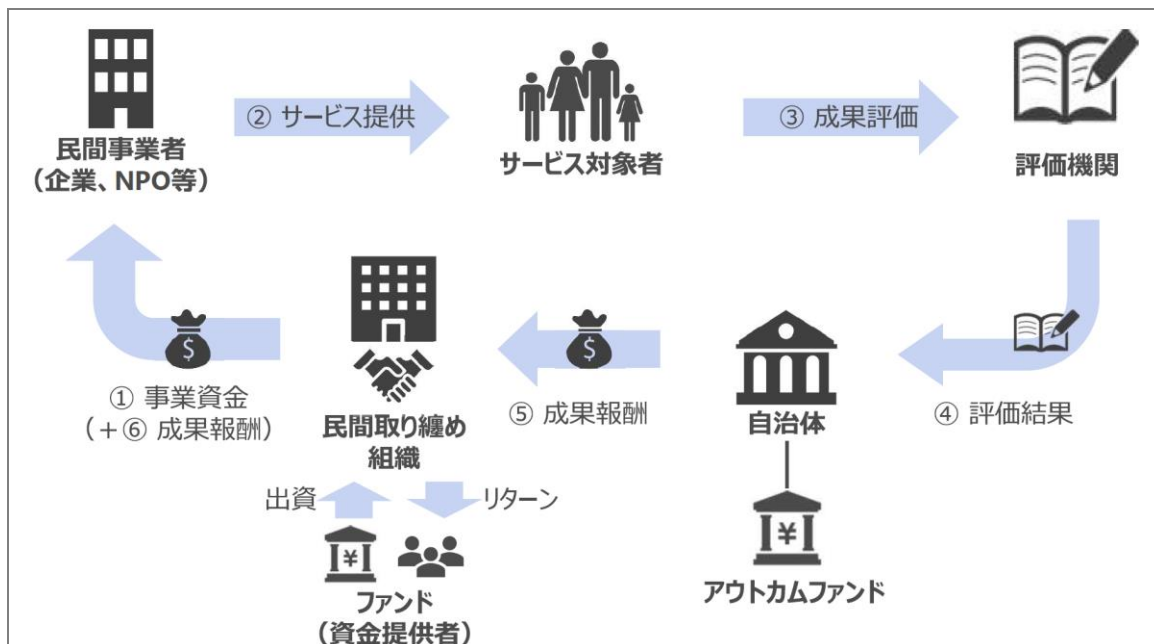 ② サービス提供
③ 成果評価
民間事業者
(企業、NPO等)
サービス対象者
評価機関
$
$
① 事業資金
(+⑥ 成果報酬)
民間取り纏め
組織
⑤ 成果報酬
自治体
④ 評価結果
出資
リターン
¥
¥
ファンド
(資金提供者)
アウトカムファンド